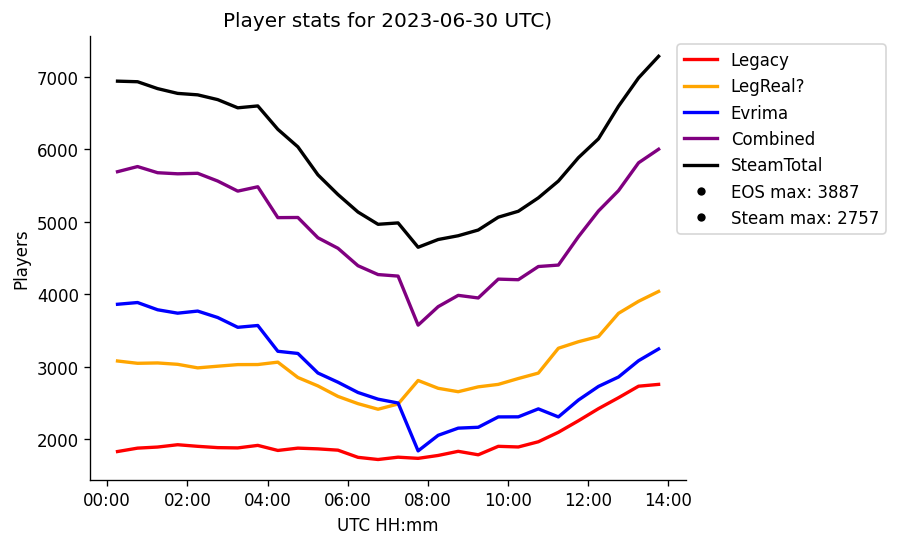 Player stats for 2023-06-30 UTC)
Legacy
LegReal?
Evrima
Combined
SteamTotal
EOS max: 3887
Steam max: 2757
Players
7000
6000
5000
4000
3000
2000
00:00 02:00 04:00 06:00 08:00 10:00 12:00 14:00
UTC HH:mm